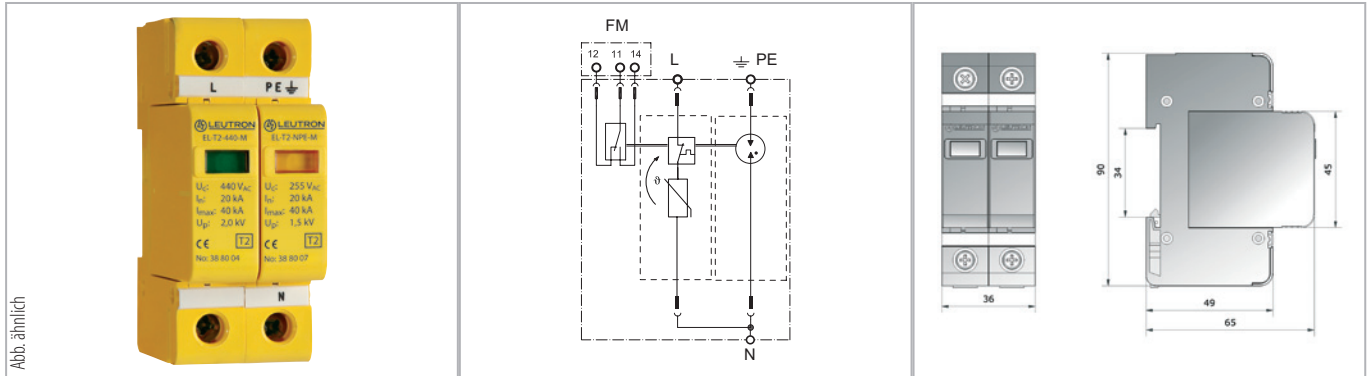 Abb. ähnlich
L PE
LEUTRON LEUTRON
EL-T2-440-M EL-T2-NPE-M
Uc: 440 VAC Uc: 255 VAC
In: 20 kA In: 20 kA
Imax: 40 kA Imax: 40 kA
Up: 2,0 kV Up: 1,5 kV
CE T2 CE T2
No: 38 80 04 No: 38 80 07
N
FM
12 11 14 L PE
ϑ
N
36
90
34
45
49
65